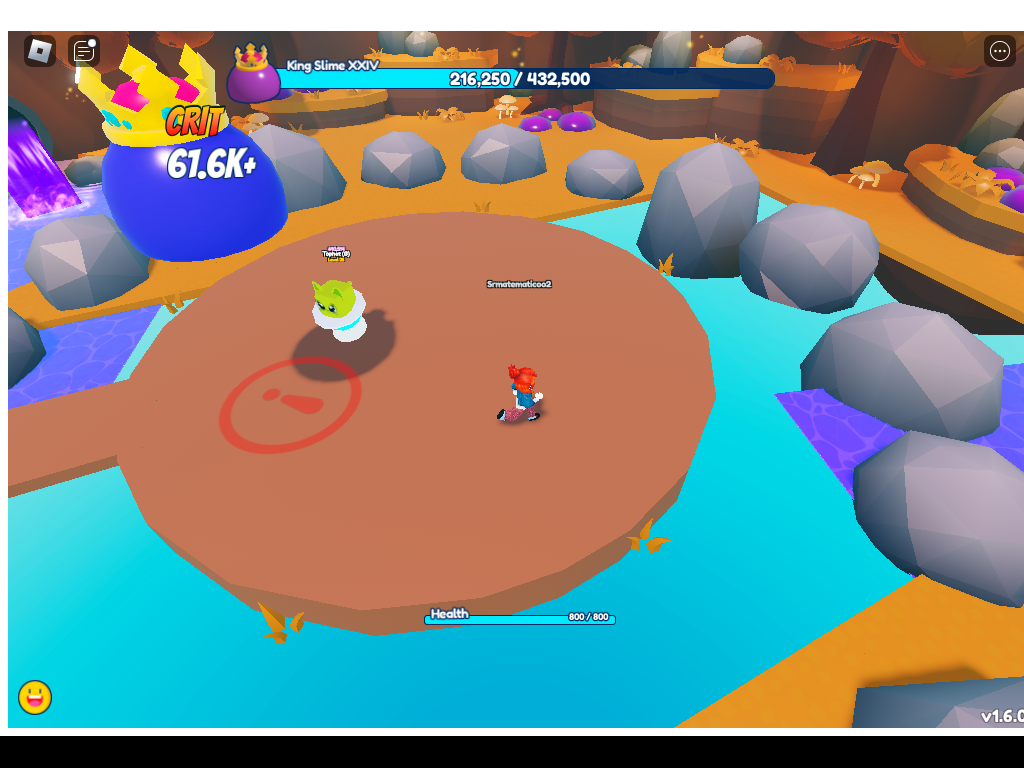 King Slime XXIV
216,250 / 432,500
CRIT
61.6K+
Srmatematicoo2
Health
800 / 800
v1.6.0